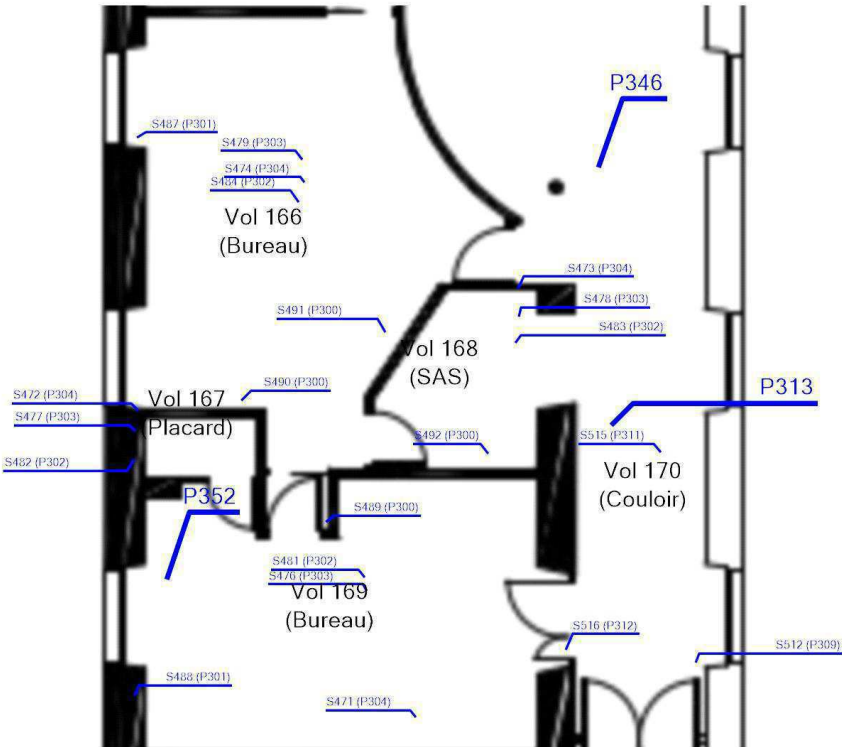 P346
S487 (P301)
S479 (P303)
S474 (P304)
S484 (P302)
Vol 166
(Bureau)
S473 (P304)
S478 (P303)
S491 (P300)
S483 (P302)
Vol 168
(SAS)
S490 (P300)
P313
S472 (P304)
Vol 167
(Placard)
S477 (P303)
S492 (P300)
S515 (P311)
S482 (P302)
Vol 170
(Couloir)
P352
S489 (P300)
S481 (P302)
S476 (P303)
Vol 169
(Bureau)
S516 (P312)
S512 (P309)
S488 (P301)
S471 (P304)